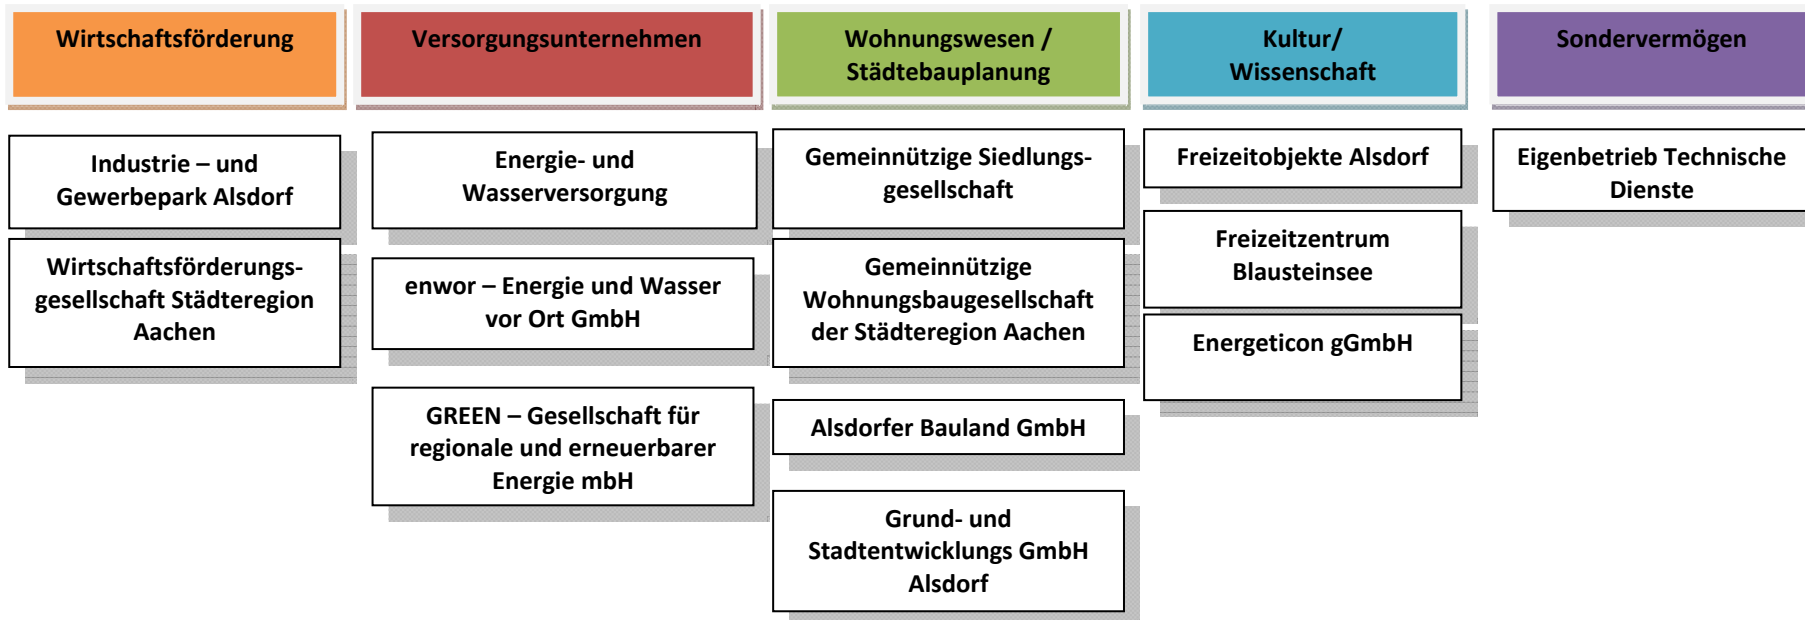 Wirtschaftsförderung
Versorgungsunternehmen
Wohnungswesen /
Städtebauplanung
Kultur/
Wissenschaft
Sondervermögen
Industrie – und
Gewerbepark Alsdorf
Wirtschaftsförderungs-
gesellschaft Städteregion
Aachen
Energie- und
Wasserversorgung
enwor – Energie und Wasser
vor Ort GmbH
GREEN – Gesellschaft für
regionale und erneuerbarer
Energie mbH
Gemeinnützige Siedlungs-
gesellschaft
Gemeinnützige
Wohnungsbaugesellschaft
der Städteregion Aachen
Alsdorfer Bauland GmbH
Grund- und
Stadtentwicklungs GmbH
Alsdorf
Freizeitobjekte Alsdorf
Freizeitzentrum
Blausteinsee
Energeticon gGmbH
Eigenbetrieb Technische
Dienste